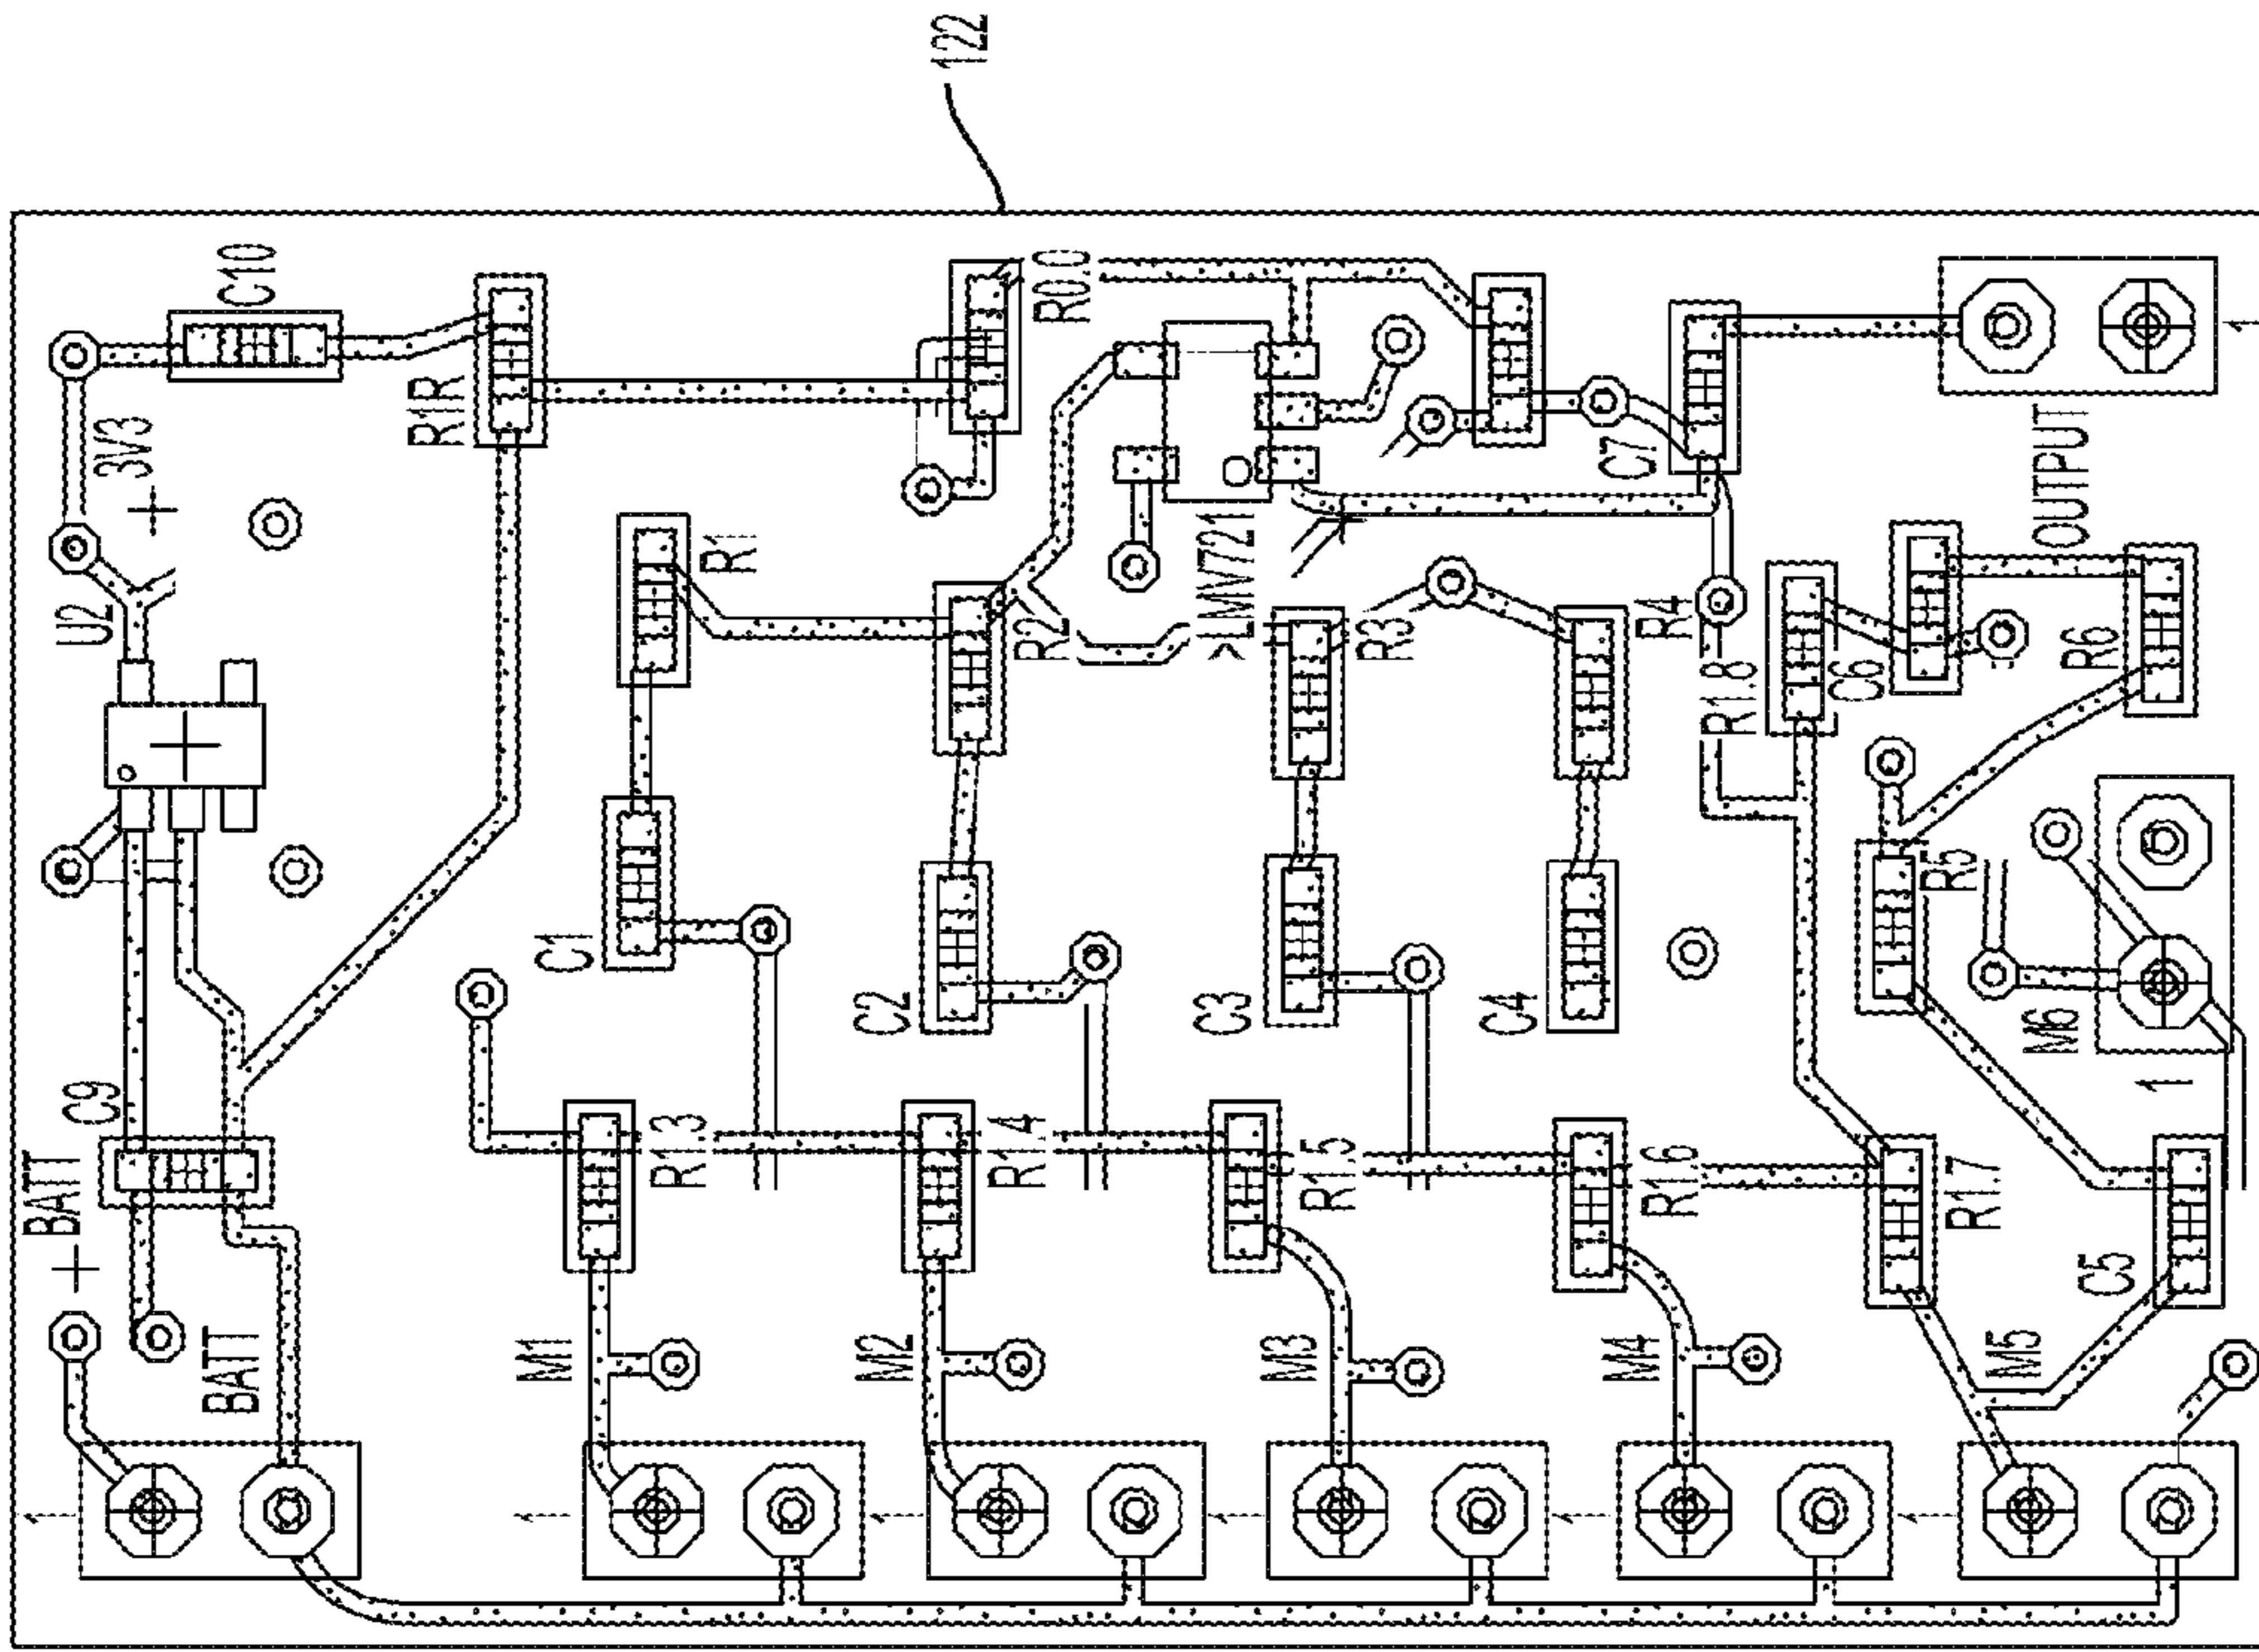 BATT
C9
U2
3V3
BATT
C10
R1R
M1
C1
R1.3
R1
M2
C2
122
R1.4
R2
R0.0
M3
C3
>LMV721
R1.5
R3
C4
C7
M4
R1.6
R4
R1.8
C6
R5
R1.7
M5
M6
OUTPUT
R6
C5
1